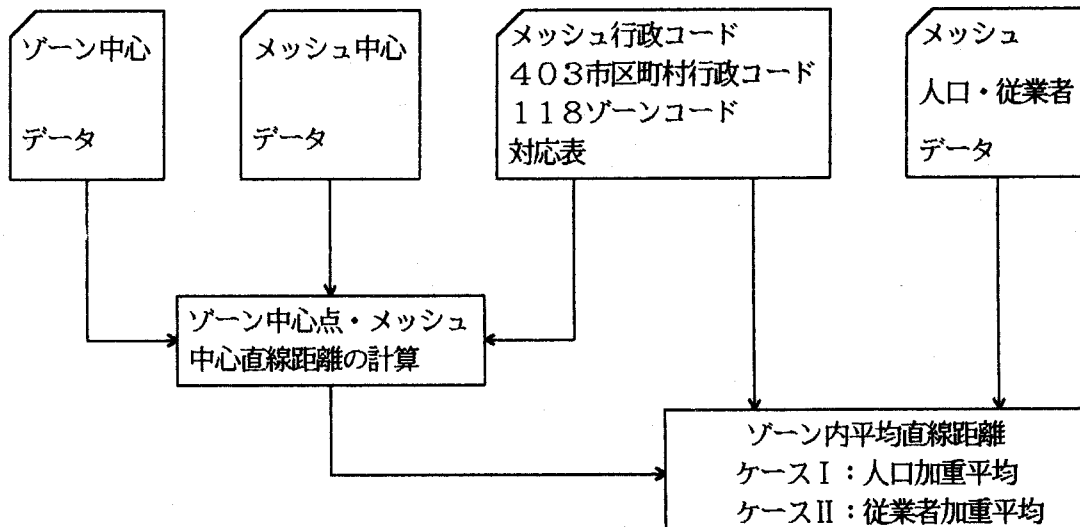 ゾーン中心
データ
メッシュ中心
データ
メッシュ行政コード
403市区町村行政コード
118ゾーンコード
対応表
メッシュ
人口・従業者
データ
ゾーン中心点・メッシュ
中心直線距離の計算
ゾーン内平均直線距離
ケースⅠ:人口加重平均
ケースⅡ:従業者加重平均